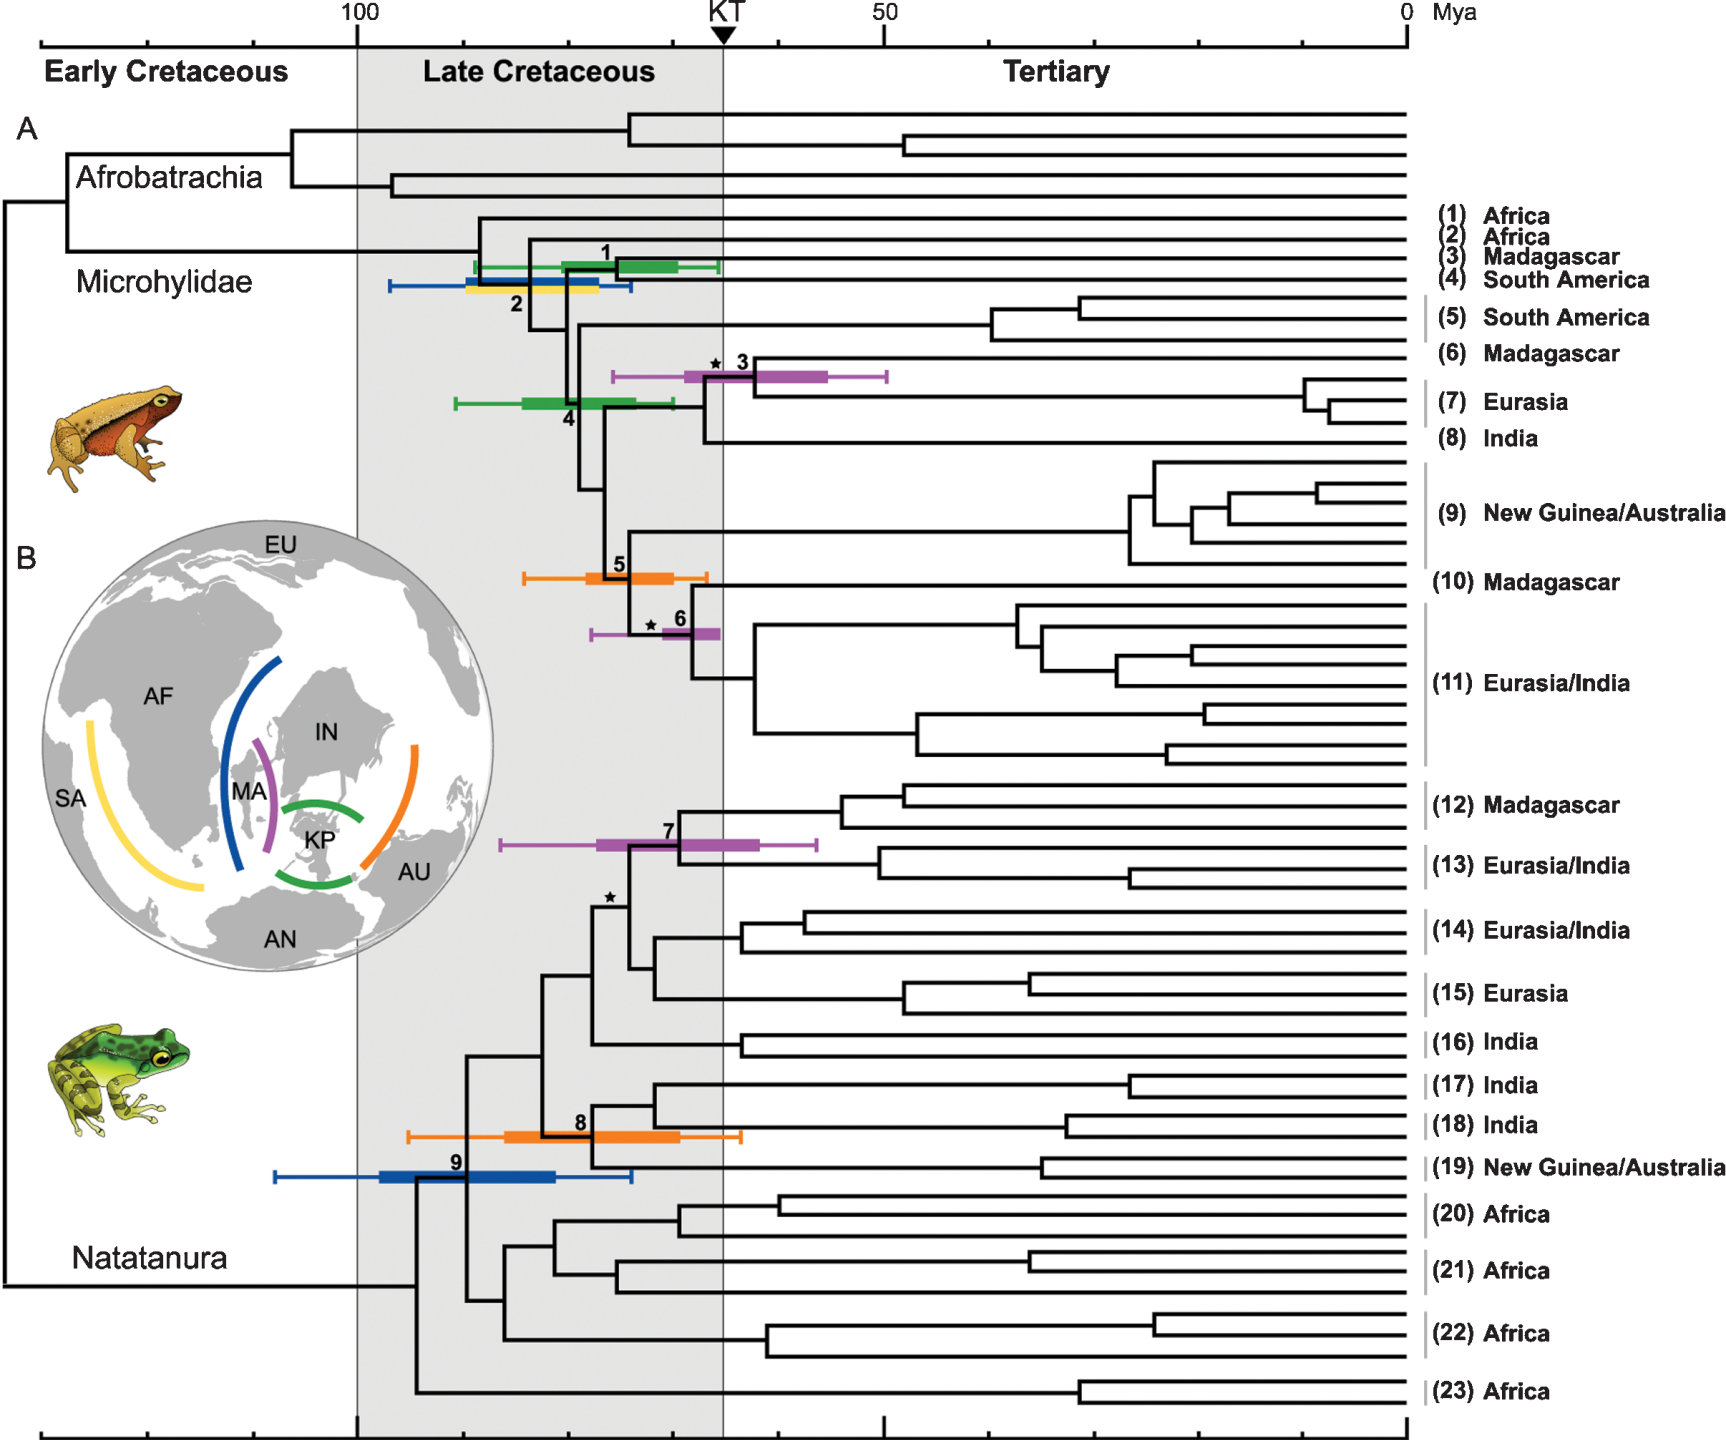 100 KT 50 0 Mya
Early Cretaceous Late Cretaceous Tertiary
A
Afrobatrachia
(1) Africa
(2) Africa
1 (3) Madagascar
Microhylidae (4) South America
2
(5) South America
(6) Madagascar
★ 3
(7) Eurasia
4
(8) India
(9) New Guinea/Australia
B EU
5
(10) Madagascar
★ 6
(11) Eurasia/India
AF
IN
MA
SA
(12) Madagascar
7
KP
(13) Eurasia/India
AU
★
(14) Eurasia/India
AN
(15) Eurasia
(16) India
(17) India
8 (18) India
9 (19) New Guinea/Australia
(20) Africa
Natatanura
(21) Africa
(22) Africa
(23) Africa